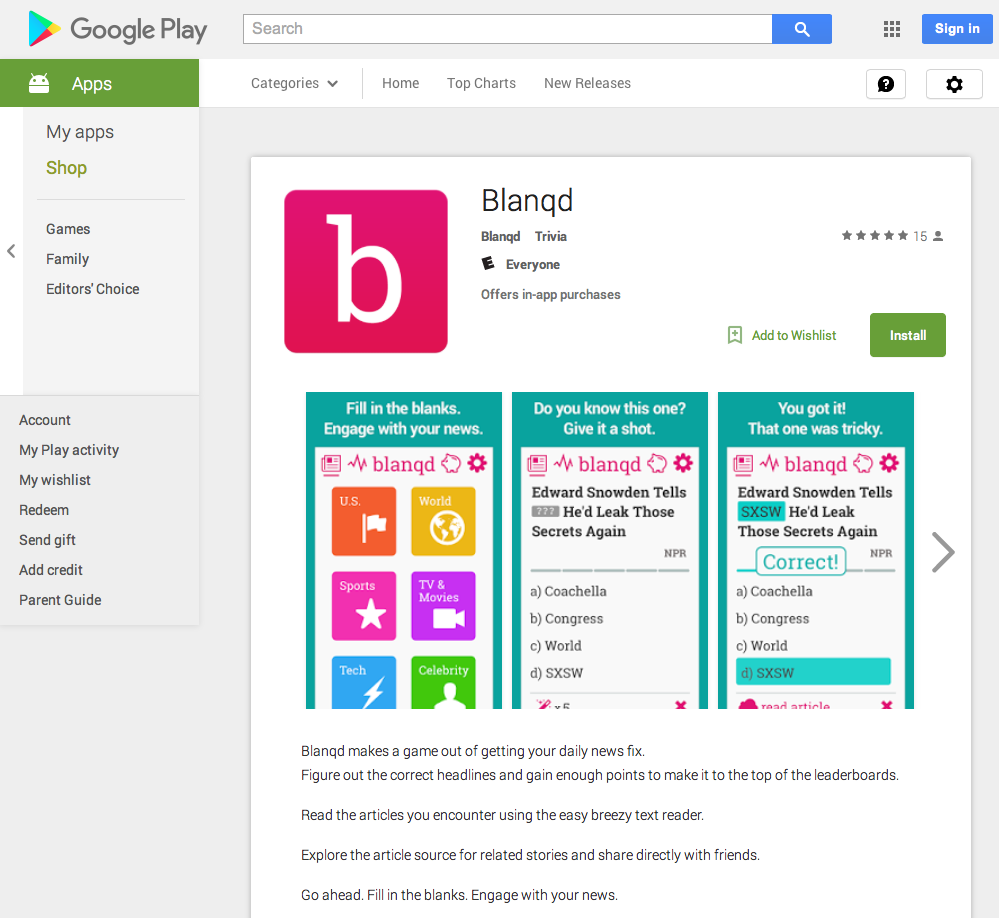 Google Play
Search
Sign in
Apps
Categories
Home
Top Charts
New Releases
My apps
Shop
Games
Family
Editors' Choice
Account
My Play activity
My wishlist
Redeem
Send gift
Add credit
Parent Guide
b
Blanqd
Blanqd Trivia
15
E Everyone
Offers in-app purchases
Add to Wishlist
Install
Fill in the blanks.
Engage with your news.
blanqd
U.S.
World
Sports
TV &
Movies
Tech
Celebrity
Do you know this one?
Give it a shot.
blanqd
Edward Snowden Tells
??? He'd Leak Those
Secrets Again
NPR
a) Coachella
b) Congress
c) World
d) SXSW
x5
You got it!
That one was tricky.
blanqd
Edward Snowden Tells
SXSW He'd Leak
Those Secrets Again
NPR
Correct!
a) Coachella
b) Congress
c) World
d) SXSW
read article
Blanqd makes a game out of getting your daily news fix.
Figure out the correct headlines and gain enough points to make it to the top of the leaderboards.
Read the articles you encounter using the easy breezy text reader.
Explore the article source for related stories and share directly with friends.
Go ahead. Fill in the blanks. Engage with your news.